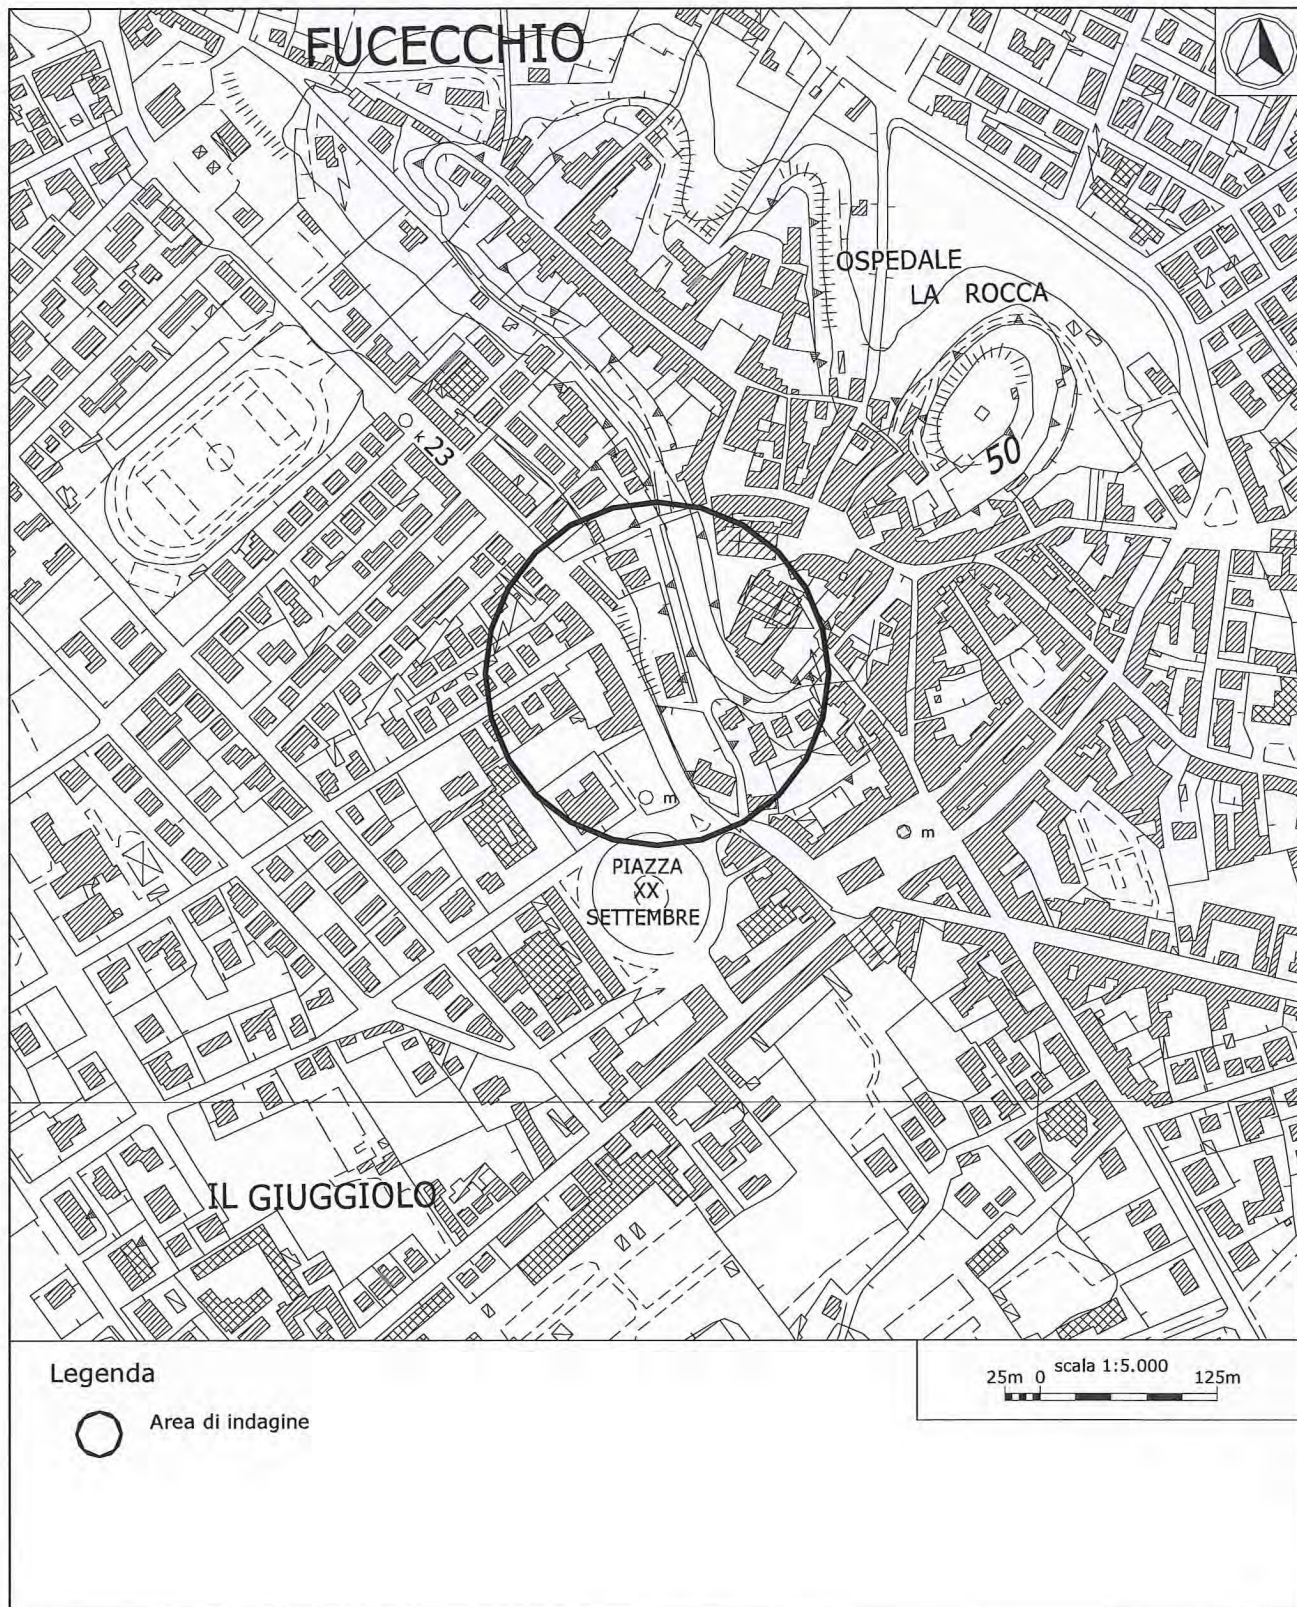 FUCECCHIO
OSPEDALE
LA ROCCA
50
k 23
m
m
PIAZZA
XX
SETTEMBRE
IL GIUGGIOLO
Legenda
Area di indagine
scala 1:5.000
25m 0 125m